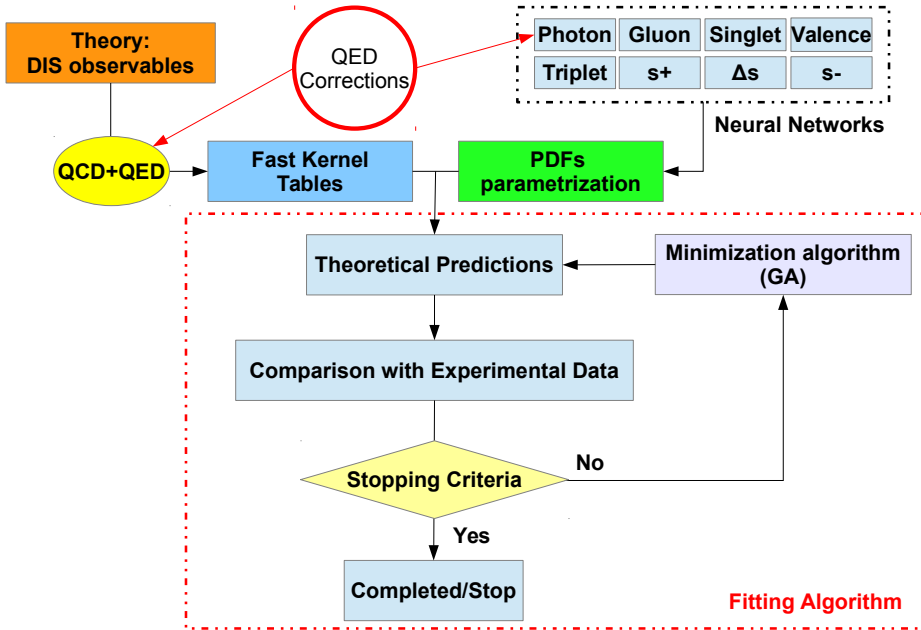 Theory:
DIS observables
QED
Corrections
Photon Gluon Singlet Valence
Triplet s+ Δs s-
Neural Networks
QCD+QED
Fast Kernel
Tables
PDFs
parametrization
Theoretical Predictions
Minimization algorithm
(GA)
Comparison with Experimental Data
Stopping Criteria
No
Yes
Completed/Stop
Fitting Algorithm